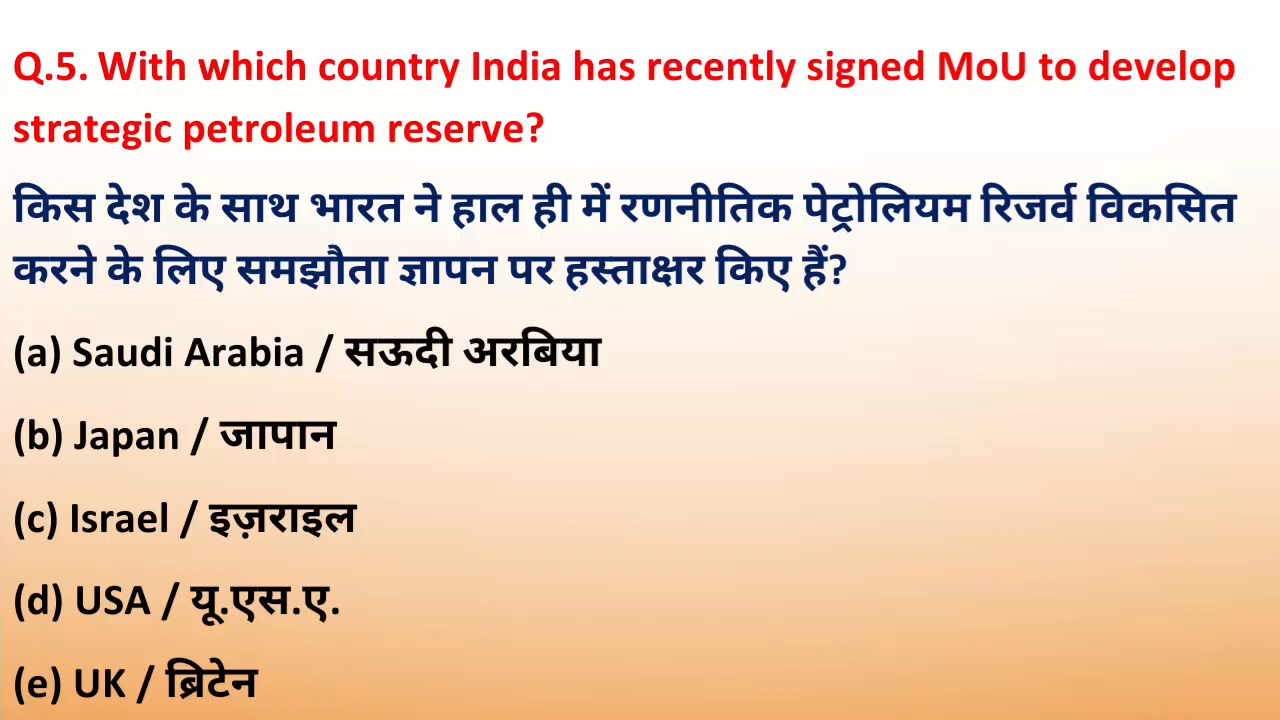 Q.5. With which country India has recently signed MoU to develop
strategic petroleum reserve?
किस देश के साथ भारत ने हाल ही में रणनीतिक पेट्रोलियम रिजर्व विकसित
करने के लिए समझौता ज्ञापन पर हस्ताक्षर किए हैं?
(a) Saudi Arabia / सऊदी अरबिया
(b) Japan / जापान
(c) Israel / इज़राइल
(d) USA / यू.एस.ए.
(e) UK / ब्रिटेन